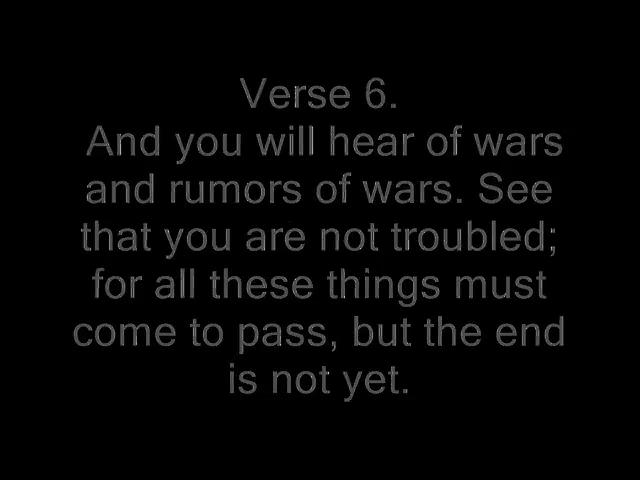 Verse 6.
And you will hear of wars
and rumors of wars. See
that you are not troubled;
for all these things must
come to pass, but the end
is not yet.